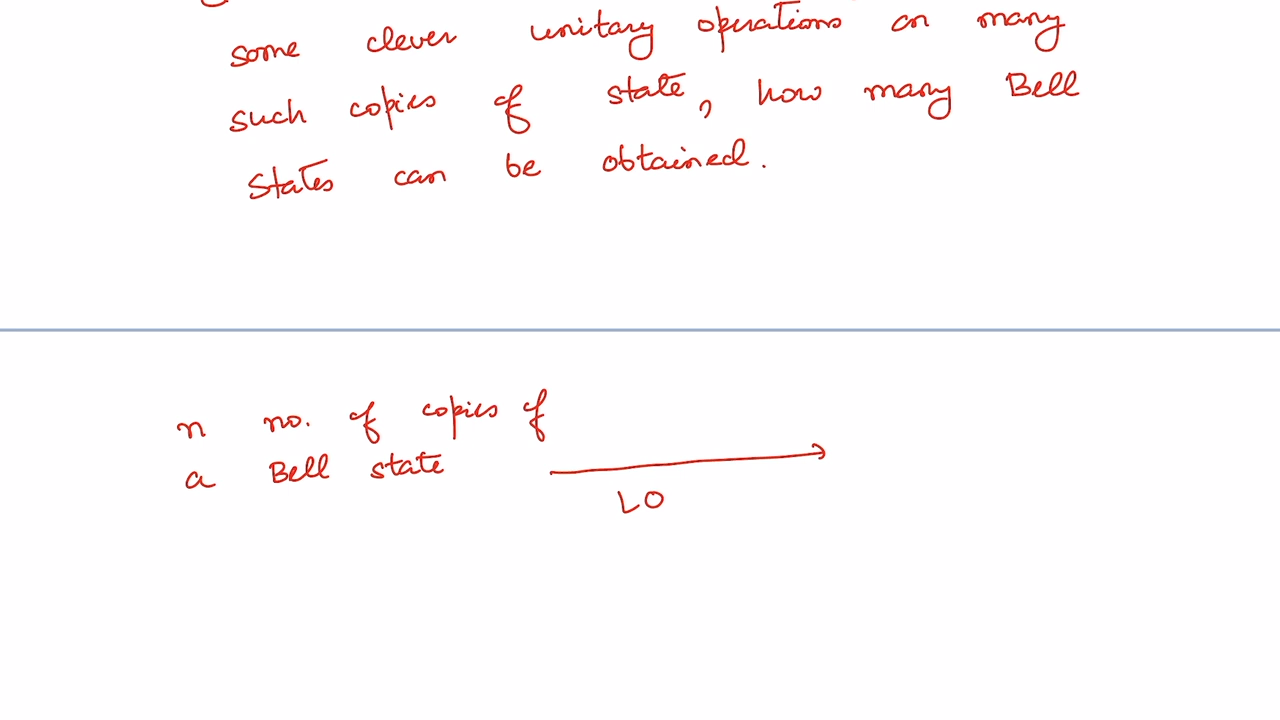 some clever unitary operations on many
such copies of state, how many Bell
states can be obtained.
n no. of copies of
a Bell state
LO